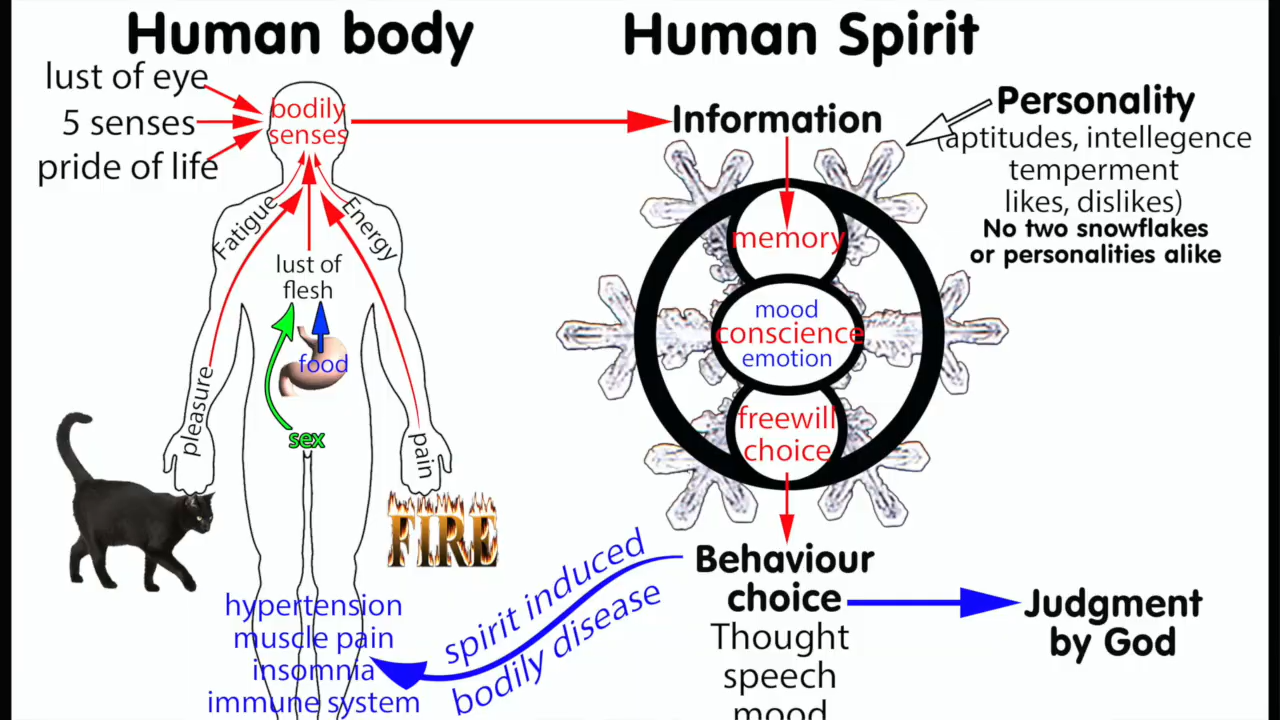 Human body
lust of eye
5 senses
pride of life
bodily
senses
Fatigue
Energy
lust of
flesh
food
pleasure
sex
pain
FIRE
hypertension
muscle pain
insomnia
immune system
spirit induced
bodily disease
Human Spirit
Information
Personality
(aptitudes, intellegence
temperment
likes, dislikes)
No two snowflakes
or personalities alike
memory
mood
conscience
emotion
freewill
choice
Behaviour
choice
Thought
speech
mood
Judgment
by God